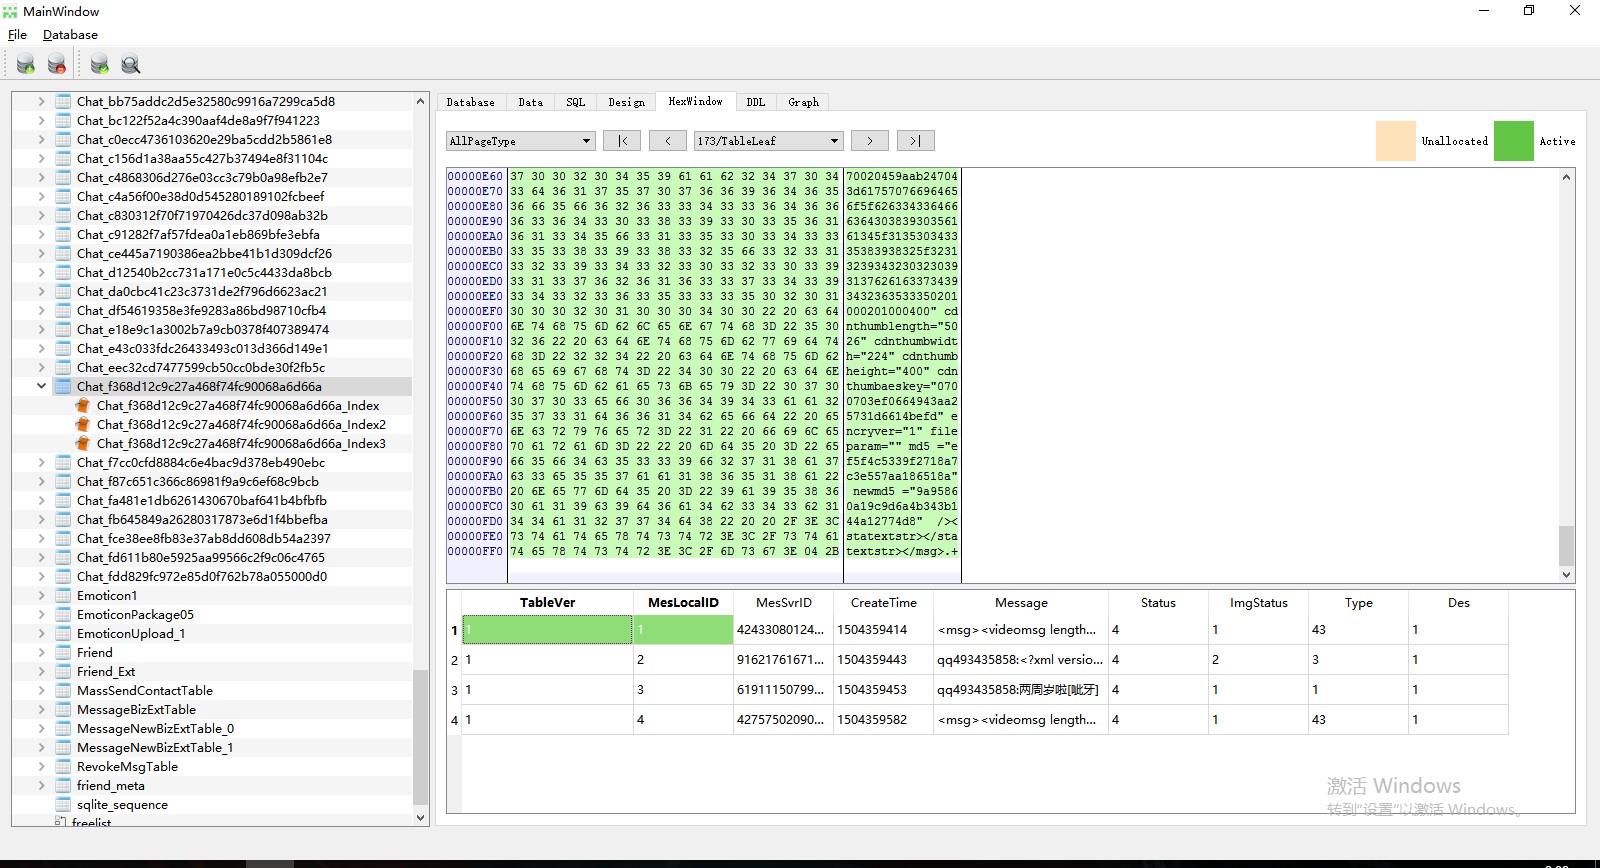 MainWindow
File Database
Chat_bb75addc2d5e32580c9916a7299ca5d8
Chat_bc122f52a4c390aaf4de8a9f7f941223
Chat_c0ecc4736103620e29ba5cdd2b5861e8
Chat_c156d1a38aa55c427b37494e8f31104c
Chat_c4868306d276e03cc3c79b0a98efb2e7
Chat_c4a56f00e38d0d545280189102fcbeef
Chat_c830312f70f71970426dc37d098ab32b
Chat_c91282f7af57fdea0a1eb869bfe3ebfa
Chat_ce445a7190386ea2bbe41b1d309dcf26
Chat_d12540b2cc731a171e0c5c4433da8bcb
Chat_da0cbc41c23c3731de2f796d6623ac21
Chat_df54619358e3fe9283a86bd98710cfb4
Chat_e18e9c1a3002b7a9cb0378f407389474
Chat_e43c033fdc26433493c013d366d149e1
Chat_eec32cd7477599cb50cc0bde30f2fb5c
Chat_f368d12c9c27a468f74fc90068a6d66a
Chat_f368d12c9c27a468f74fc90068a6d66a_Index
Chat_f368d12c9c27a468f74fc90068a6d66a_Index2
Chat_f368d12c9c27a468f74fc90068a6d66a_Index3
Chat_f7cc0cfd8884c6e4bac9d378eb490ebc
Chat_f87c651c366c86981f9a9c6ef68c9bcb
Chat_fa481e1db6261430670baf641b4bfbfb
Chat_fb645849a26280317873e6d1f4bbefba
Chat_fce38ee8fb83e37ab8dd608db54a2397
Chat_fd611b80e5925aa99566c2f9c06c4765
Chat_fdd829fc972e85d0f762b78a055000d0
Emoticon1
EmoticonPackage05
EmoticonUpload_1
Friend
Friend_Ext
MassSendContactTable
MessageBizExtTable
MessageNewBizExtTable_0
MessageNewBizExtTable_1
RevokeMsgTable
friend_meta
sqlite_sequence
freelist
Database Data SQL Design HexWindow DDL Graph
AllPageType |< < 173/TableLeaf > >| Unallocated Active
00000E60 37 30 30 32 30 34 35 39 61 61 62 32 34 37 30 34 70020459aab24704
00000E70 33 64 36 31 37 35 37 30 37 36 36 39 36 34 36 35 3d61757076696465
00000E80 36 66 35 66 36 32 36 33 33 34 33 33 36 34 36 36 6f5f626334336466
00000E90 36 33 36 34 33 30 33 38 33 39 33 30 33 35 36 31 6364303839303561
00000EA0 36 31 33 34 35 66 33 31 33 35 33 30 33 34 33 33 61345f3135303433
00000EB0 33 35 33 38 33 39 33 38 33 32 35 66 33 32 33 31 35383938325f3231
00000EC0 33 32 33 39 33 34 33 32 33 30 33 32 33 30 33 39 3239343230323039
00000ED0 33 31 33 37 36 32 36 31 36 33 37 33 34 33 39 9137626163373439
00000EE0 33 34 33 32 33 36 33 35 33 33 33 35 30 32 30 31 3432363533350201
00000EF0 30 30 30 32 30 31 30 30 30 34 30 30 22 20 63 64 000201000400" cd
00000F00 6E 74 68 75 6D 62 6C 65 6E 67 74 68 3D 22 35 30 nthumblength="50
00000F10 32 36 22 20 63 64 6E 74 68 75 6D 62 77 69 64 74 26" cdnthumbwidt
00000F20 68 3D 22 32 32 34 22 20 63 64 6E 74 68 75 6D 62 h="224" cdnthumb
00000F30 68 65 69 67 68 74 3D 22 34 30 30 22 20 63 64 6E height="400" cdn
00000F40 74 68 75 6D 62 61 65 73 6B 65 79 3D 22 30 37 30 thumbaeskey="070
00000F50 30 37 30 33 65 66 30 36 36 34 39 34 33 61 61 32 0703ef0664943aa2
00000F60 35 37 33 31 64 36 36 31 34 62 65 66 64 22 20 65 5731d6614befd" e
00000F70 6E 63 72 79 76 65 72 3D 22 31 22 20 66 69 6C 65 ncryver="1" file
00000F80 70 61 72 61 6D 3D 22 22 20 6D 64 35 20 3D 22 65 param="" md5 ="e
00000F90 66 35 66 34 63 35 33 33 39 66 32 37 31 38 61 37 f5f4c5339f2718a7
00000FA0 63 33 65 35 35 37 61 61 31 38 36 35 31 38 61 22 c3e557aa186518a"
00000FB0 20 6E 65 77 6D 64 35 20 3D 22 39 61 39 35 38 36 newmd5 ="9a9586
00000FC0 30 61 31 39 63 39 64 36 61 34 62 33 34 33 62 31 0a19c9d6a4b343b1
00000FD0 34 34 61 31 32 37 37 34 64 38 22 20 20 2F 3E 3C 44a12774d8" /><
00000FE0 73 74 61 74 65 78 74 73 74 72 3E 3C 2F 73 74 61 statextstr></sta
00000FF0 74 65 78 74 73 74 72 3E 3C 2F 6D 73 67 3E 04 2B textstr></msg>.+
TableVer MesLocalID MesSvrID CreateTime Message Status ImgStatus Type Des
1 1 1 42433080124... 1504359414 <msg><videomsg length... 4 1 43 1
2 1 2 91621761671... 1504359443 qq493435858:<?xml versio... 4 2 3 1
3 1 3 61911150799... 1504359453 qq493435858:两周岁啦[呲牙] 4 1 1 1
4 1 4 42757502090... 1504359582 <msg><videomsg length... 4 1 43 1
激活 Windows
转到"设置"以激活 Windows。